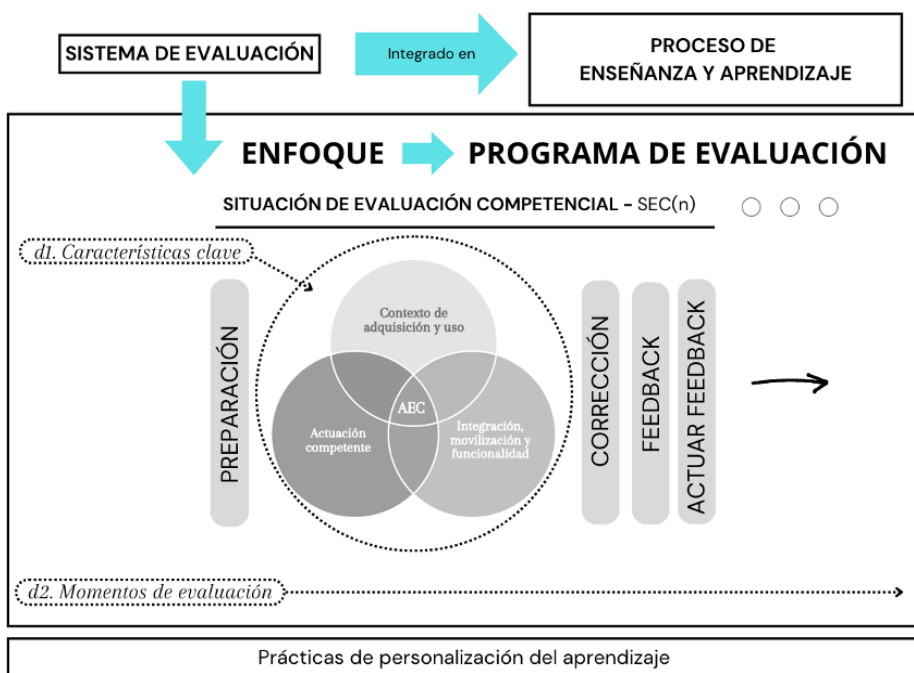 SISTEMA DE EVALUACIÓN
Integrado en
PROCESO DE
ENSEÑANZA Y APRENDIZAJE
ENFOQUE
PROGRAMA DE EVALUACIÓN
SITUACIÓN DE EVALUACIÓN COMPETENCIAL - SEC(n)
d1. Características clave
PREPARACIÓN
Contexto de
adquisición y uso
AEC
Actuación
competente
Integración,
movilización y
funcionalidad
CORRECCIÓN
FEEDBACK
ACTUAR FEEDBACK
d2. Momentos de evaluación
Prácticas de personalización del aprendizaje